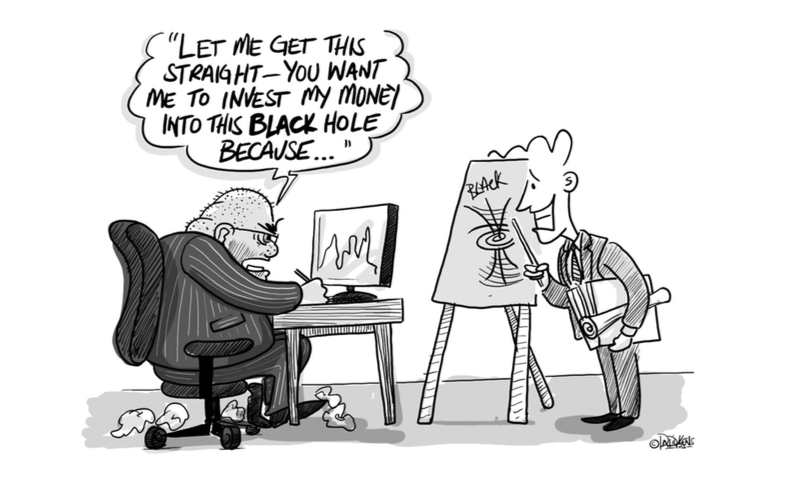 "LET ME GET THIS
STRAIGHT – YOU WANT
ME TO INVEST MY MONEY
INTO THIS BLACK HOLE
BECAUSE..."
BLACK
©